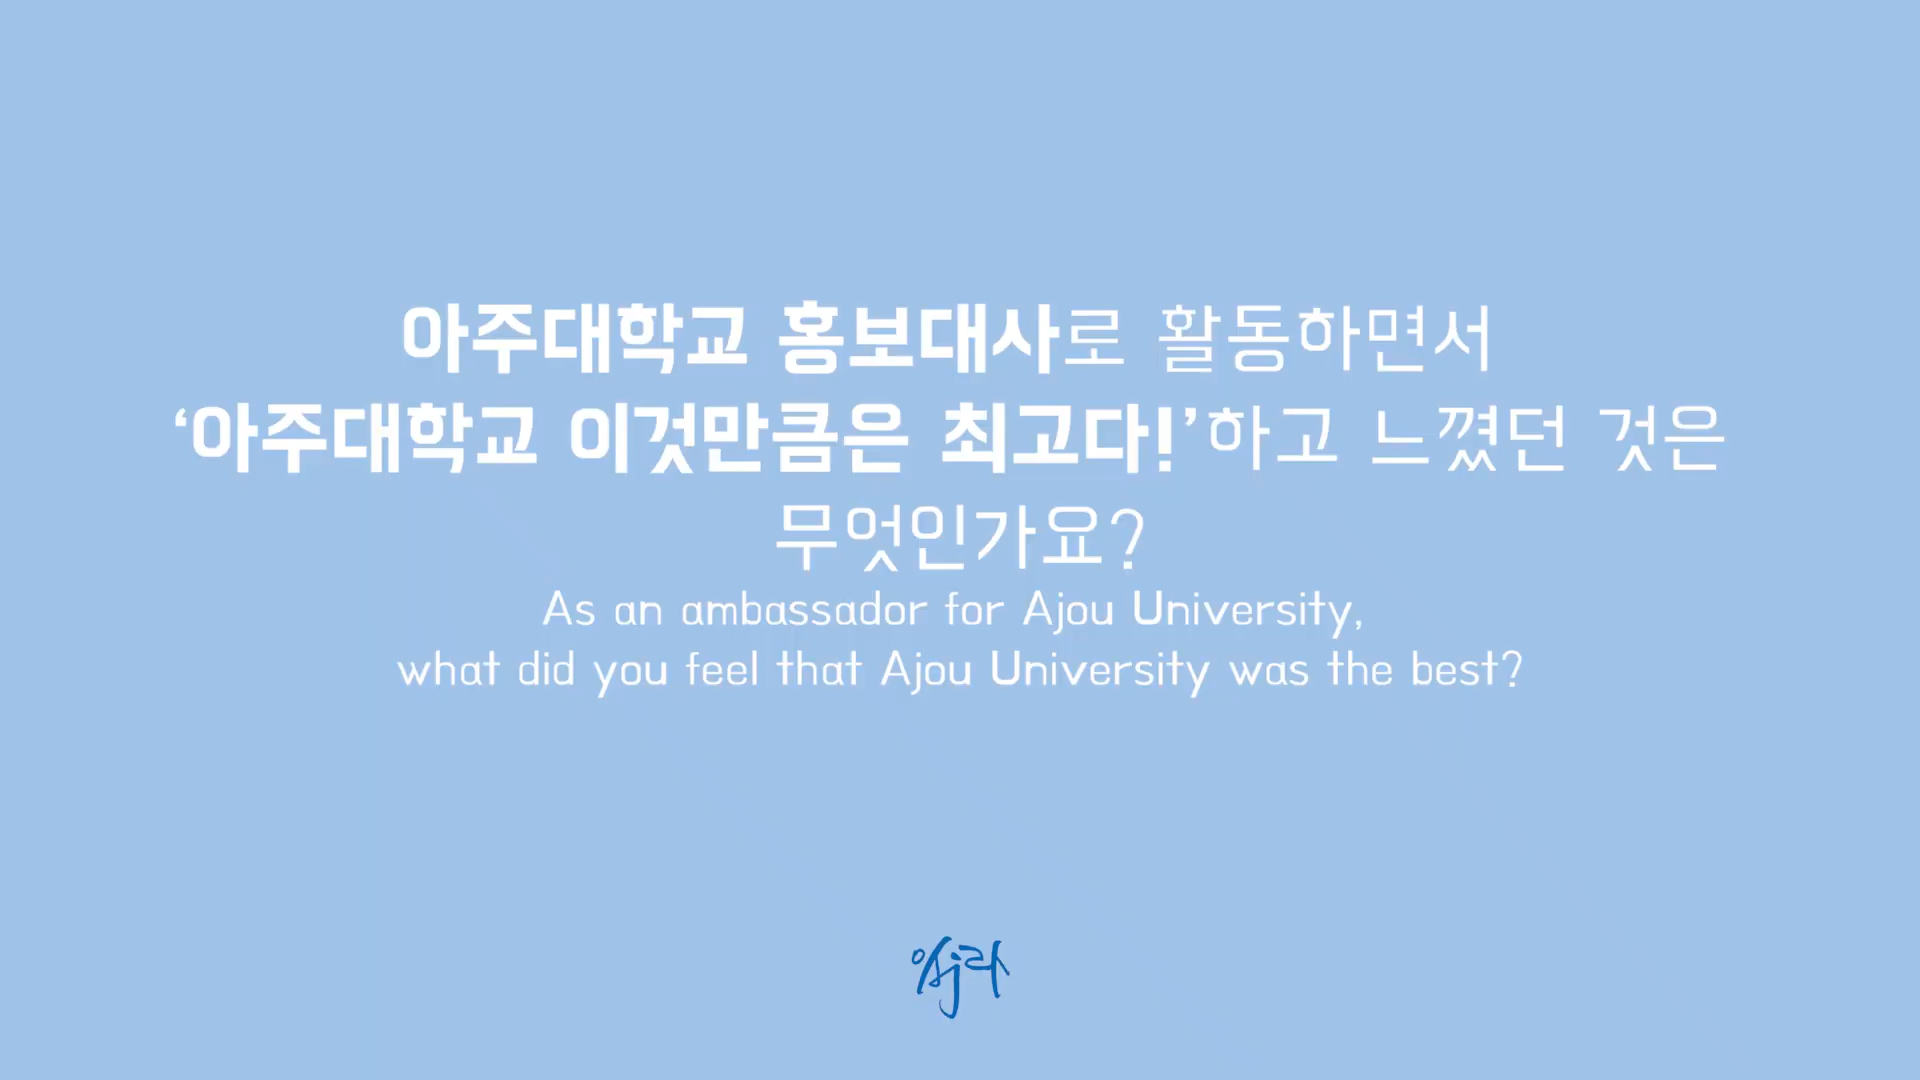 아주대학교 홍보대사로 활동하면서
‘아주대학교 이것만큼은 최고다!’하고 느꼈던 것은
무엇인가요?
As an ambassador for Ajou University,
what did you feel that Ajou University was the best?